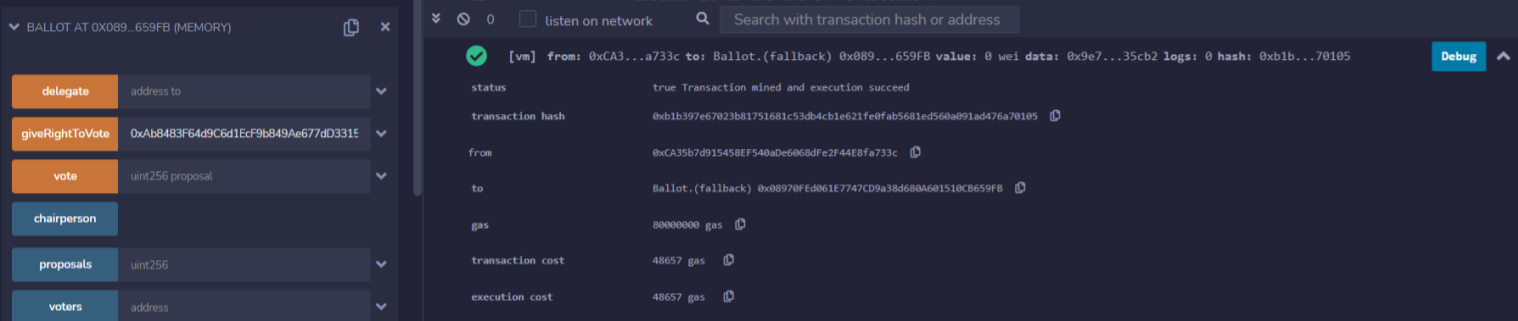 BALLOT AT 0X089...659FB (MEMORY)
delegate address to
giveRightToVote 0xAb8483F64d9C6d1EcF9b849Ae677dD3315
vote uint256 proposal
chairperson
proposals uint256
voters address
0 listen on network Search with transaction hash or address
[vm] from: 0xCA3...a733c to: Ballot.(fallback) 0x089...659FB value: 0 wei data: 0x9e7...35cb2 logs: 0 hash: 0xb1b...70105 Debug
status true Transaction mined and execution succeed
transaction hash 0xb1b397e67023b81751681c53db4cb1e621fe0fab5681ed560a091ad476a70105
from 0xCA35b7d915458EF540aDe6068dFe2F44E8fa733c
to Ballot.(fallback) 0x08970FEd061E7747CD9a38d680A601510CB659FB
gas 80000000 gas
transaction cost 48657 gas
execution cost 48657 gas